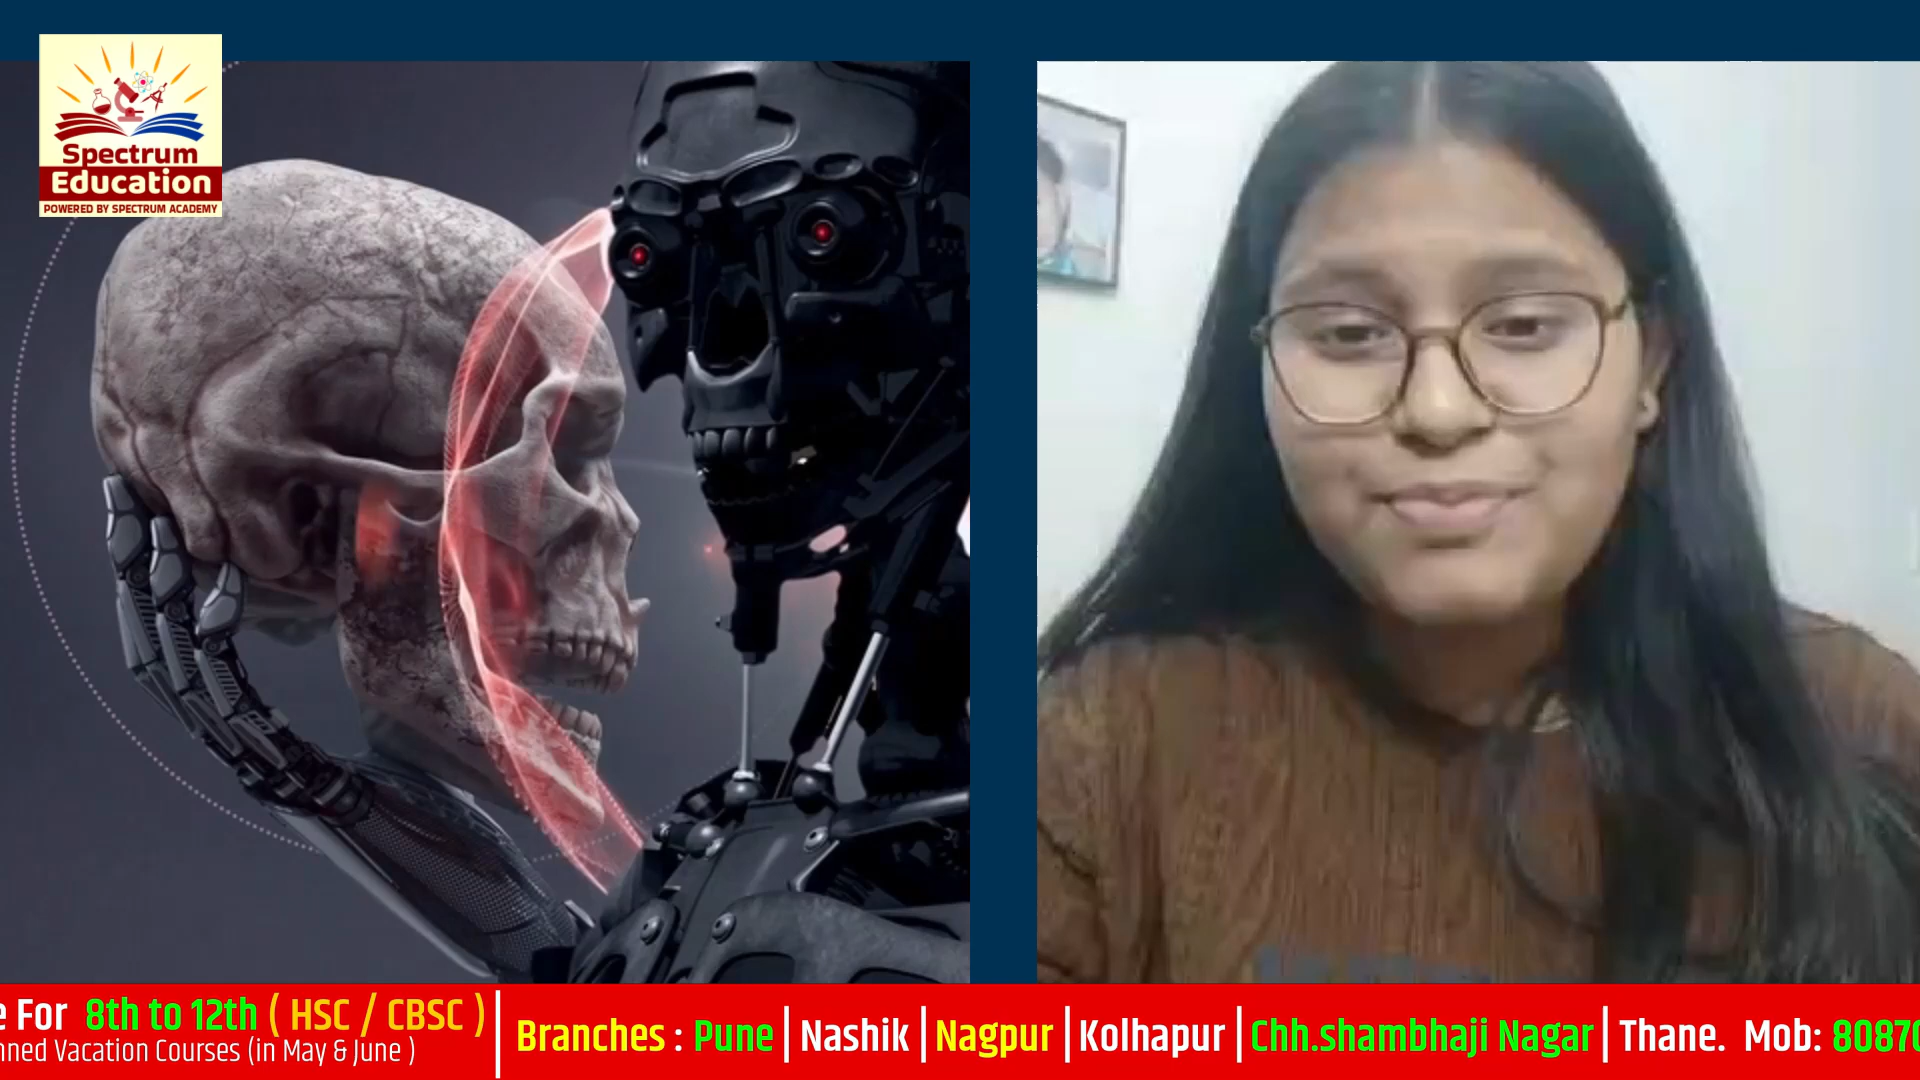 Spectrum
Education
POWERED BY SPECTRUM ACADEMY
For 8th to 12th ( HSC / CBSC )
Vacation Courses (in May & June )
Branches : Pune | Nashik | Nagpur | Kolhapur | Chh.shambhaji Nagar | Thane. Mob: 8087